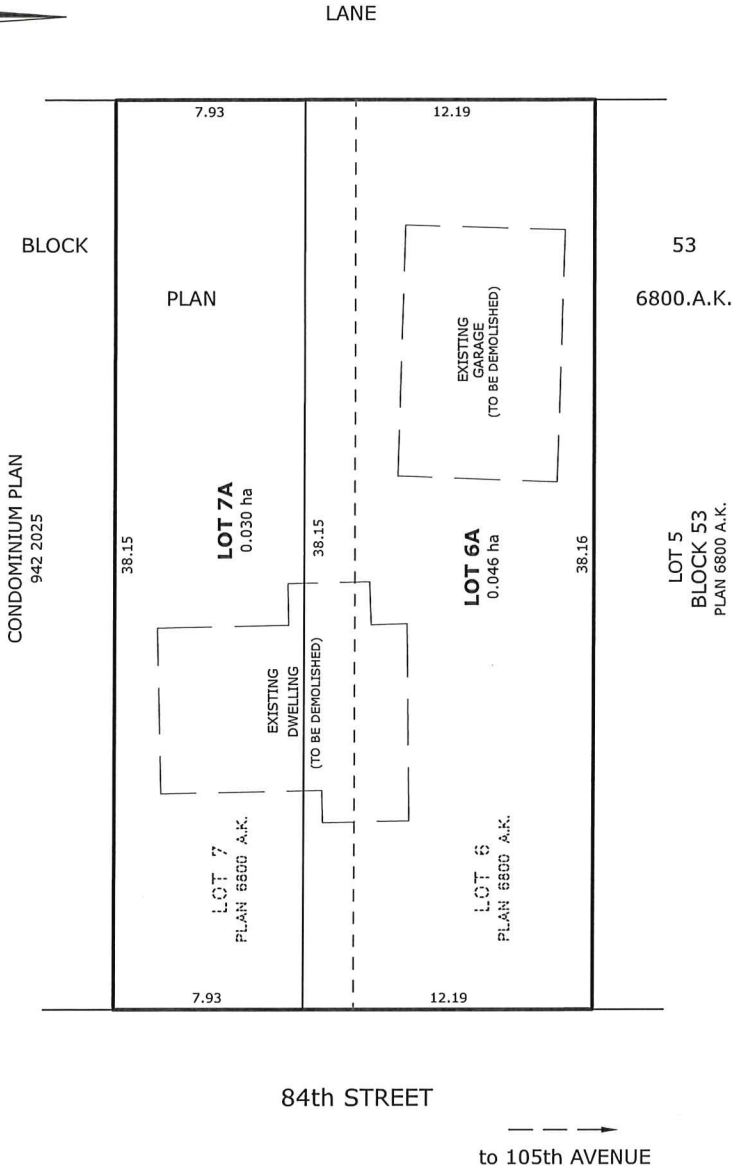 LANE
7.93
12.19
BLOCK
53
PLAN
6800.A.K.
EXISTING
GARAGE
(TO BE DEMOLISHED)
CONDOMINIUM PLAN
942 2025
38.15
LOT 7A
0.030 ha
38.15
LOT 6A
0.046 ha
38.16
LOT 5
BLOCK 53
PLAN 6800 A.K.
EXISTING
DWELLING
(TO BE DEMOLISHED)
LOT 7
PLAN 6800 A.K.
LOT 6
PLAN 6800 A.K.
7.93
12.19
84th STREET
to 105th AVENUE